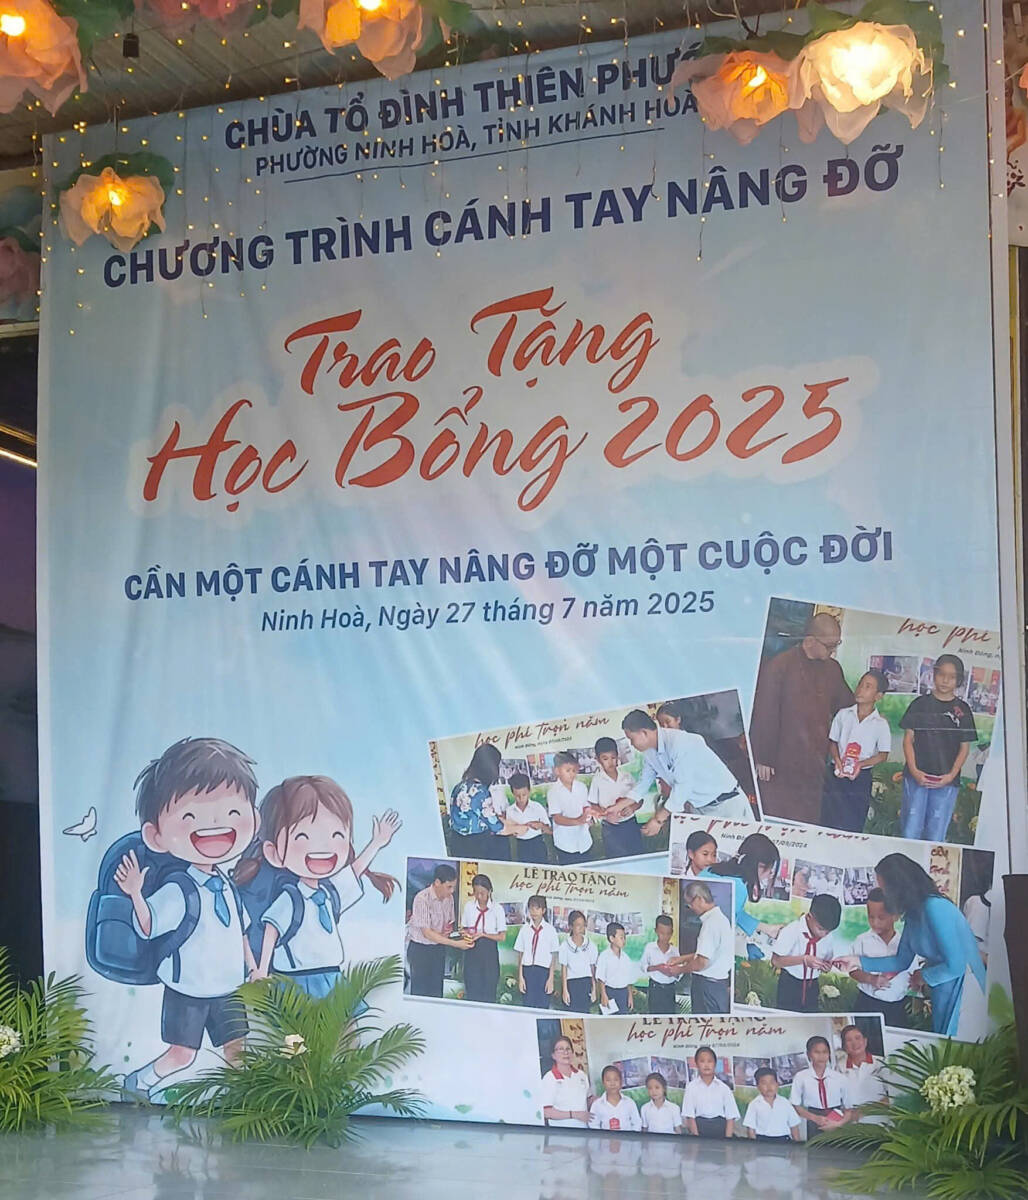 CHÙA TỔ ĐÌNH THIÊN
PHƯỜNG NINH HOÀ, TỈNH KHÁNH HOÀ
CHƯƠNG TRÌNH CÁNH TAY NÂNG ĐỠ
Trao Tặng
Học Bổng 2025
CẦN MỘT CÁNH TAY NÂNG ĐỠ MỘT CUỘC ĐỜI
Ninh Hoà, Ngày 27 tháng 7 năm 2025
học phí
Ninh Đông,
học phí trọn năm
LỄ TRAO TẶNG
học phí trọn năm
LỄ TRAO TẶNG
học phí trọn năm